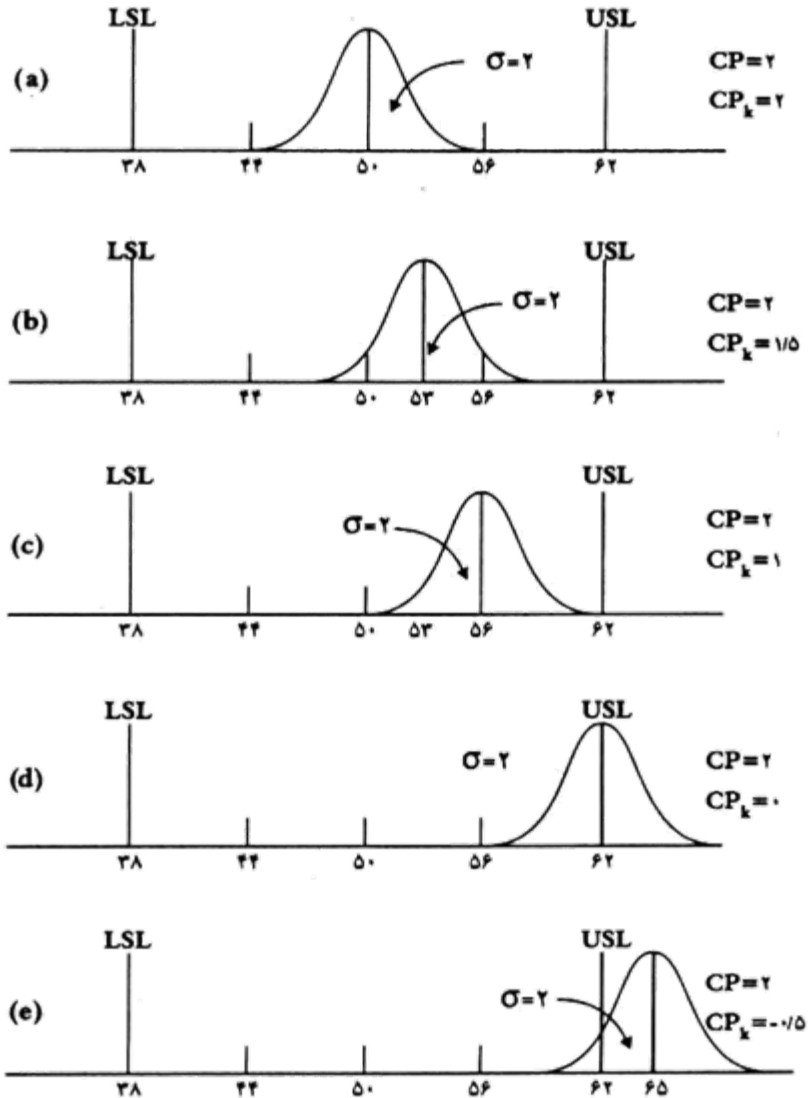 LSL USL
(a) σ=۲ CP=۲
CPk=۲
۳۸ ۴۴ ۵۰ ۵۶ ۶۲
LSL USL
(b) σ=۲ CP=۲
CPk=۱/۵
۳۸ ۴۴ ۵۰ ۵۳ ۵۶ ۶۲
LSL USL
(c) σ=۲ CP=۲
CPk=۱
۳۸ ۴۴ ۵۰ ۵۳ ۵۶ ۶۲
LSL USL
(d) σ=۲ CP=۲
CPk=۰
۳۸ ۴۴ ۵۰ ۵۶ ۶۲
LSL USL
(e) σ=۲ CP=۲
CPk=-۰/۵
۳۸ ۴۴ ۵۰ ۵۶ ۶۲ ۶۵